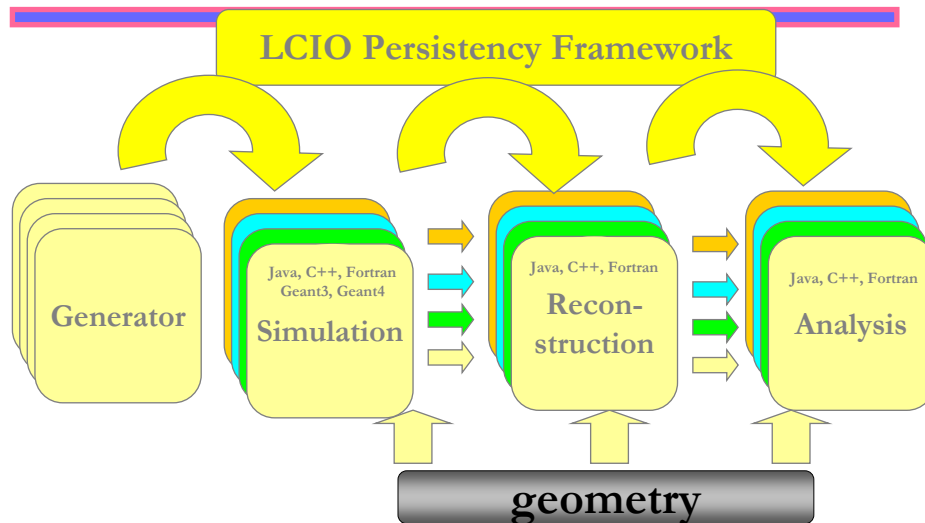 LCIO Persistency Framework
Generator
Java, C++, Fortran
Geant3, Geant4
Simulation
Java, C++, Fortran
Recon-
struction
Java, C++, Fortran
Analysis
geometry